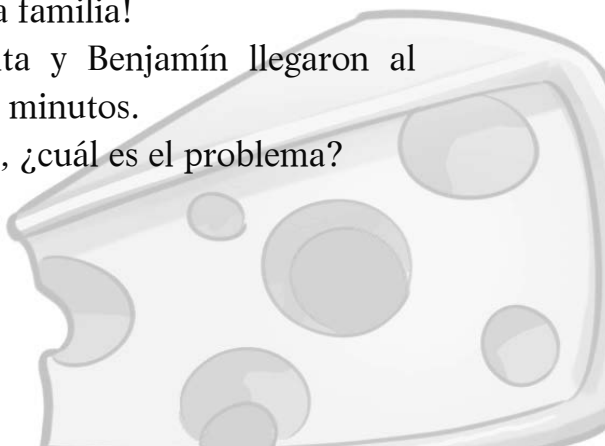 a familia!
ta y Benjamín llegaron al
minutos.
, ¿cuál es el problema?